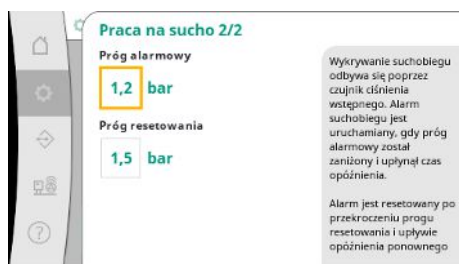 Praca na sucho 2/2
Próg alarmowy
1,2 bar
Próg resetowania
1,5 bar
Wykrywanie suchobiegu
odbywa się poprzez
czujnik ciśnienia
wstępnego. Alarm
suchobiegu jest
uruchamiany, gdy próg
alarmowy został
zaniżony i upłynął czas
opóźnienia.
Alarm jest resetowany po
przekroczeniu progu
resetowania i upływie
opóźnienia ponownego
?